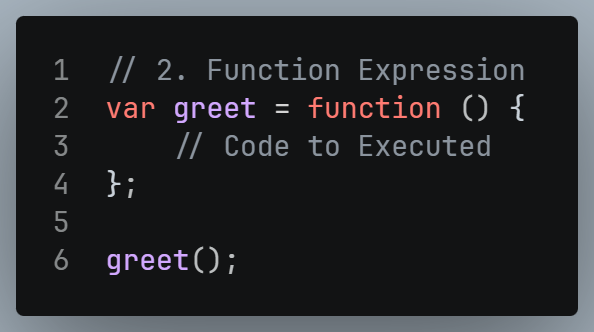 1 // 2. Function Expression
2 var greet = function () {
3     // Code to Executed
4 };
5
6 greet();